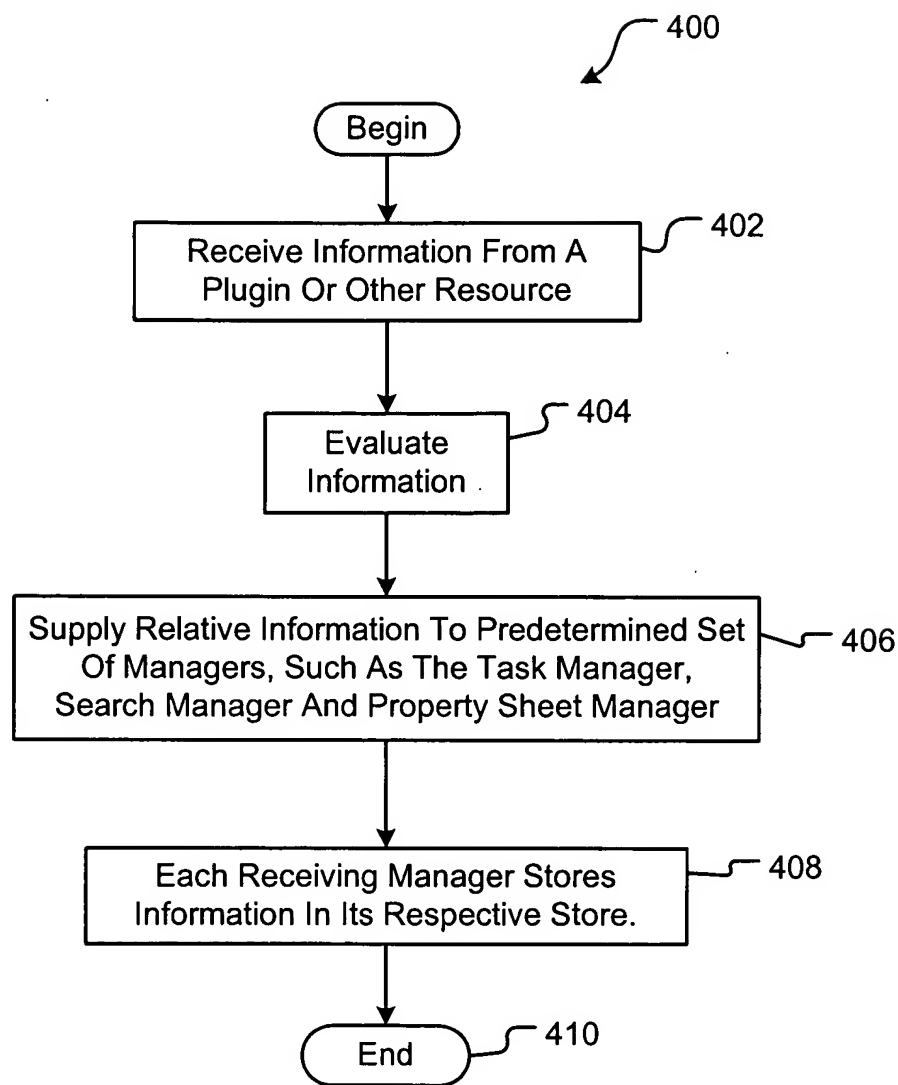 400
Begin
402
Receive Information From A
Plugin Or Other Resource
404
Evaluate
Information
406
Supply Relative Information To Predetermined Set
Of Managers, Such As The Task Manager,
Search Manager And Property Sheet Manager
408
Each Receiving Manager Stores
Information In Its Respective Store.
End
410